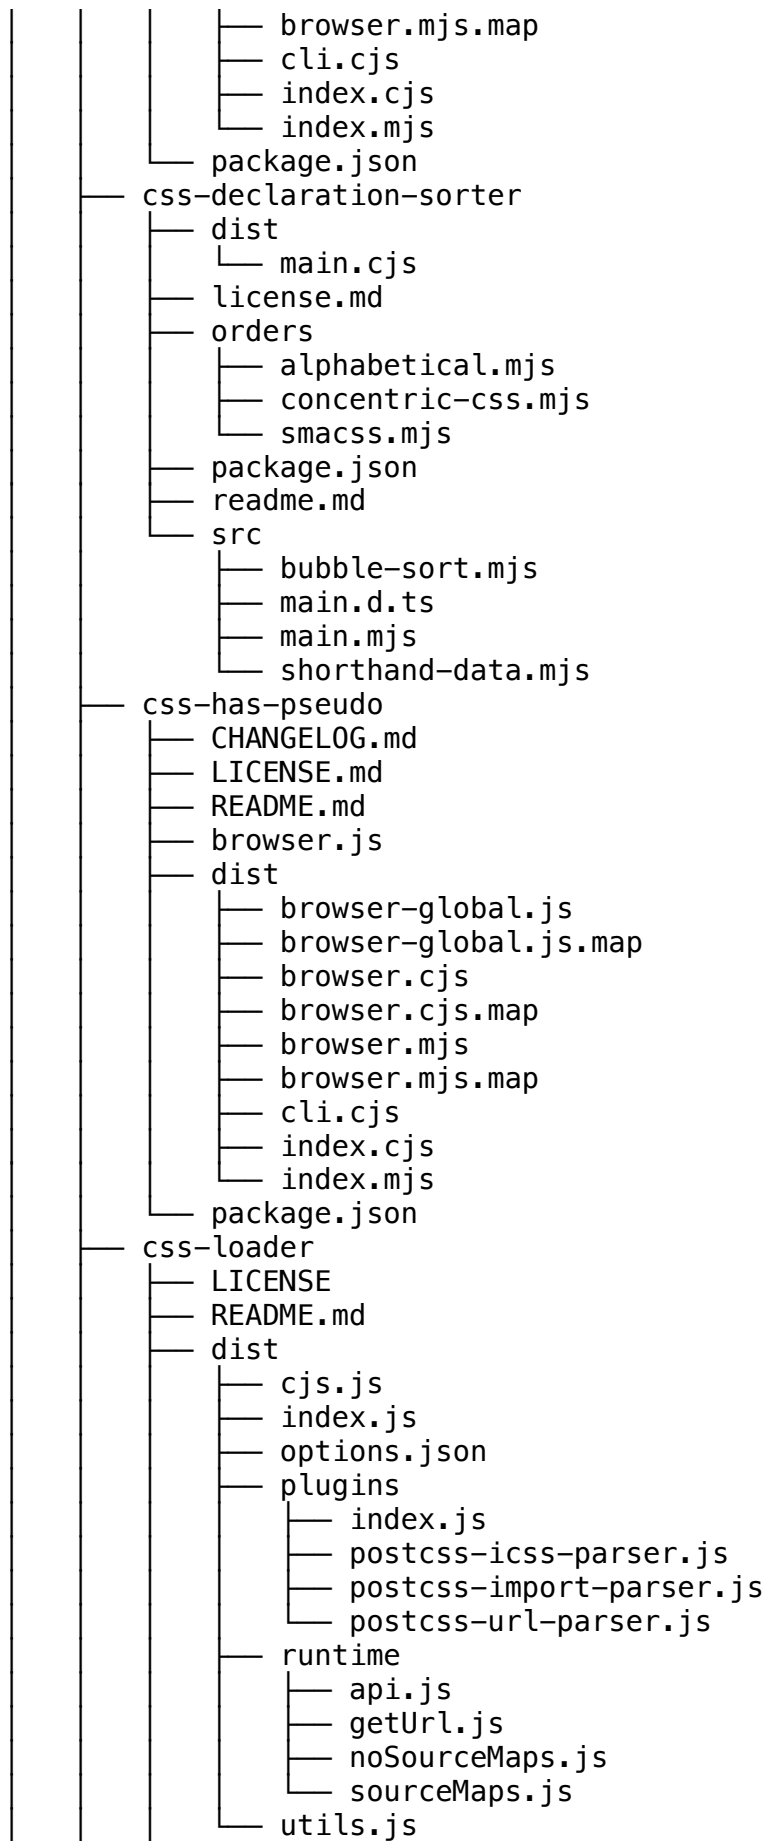 │   │   │   ├── browser.mjs.map
│   │   │   ├── cli.cjs
│   │   │   ├── index.cjs
│   │   │   └── index.mjs
│   │   └── package.json
│   ├── css-declaration-sorter
│   │   ├── dist
│   │   │   └── main.cjs
│   │   ├── license.md
│   │   ├── orders
│   │   │   ├── alphabetical.mjs
│   │   │   ├── concentric-css.mjs
│   │   │   └── smacss.mjs
│   │   ├── package.json
│   │   ├── readme.md
│   │   └── src
│   │       ├── bubble-sort.mjs
│   │       ├── main.d.ts
│   │       ├── main.mjs
│   │       └── shorthand-data.mjs
│   ├── css-has-pseudo
│   │   ├── CHANGELOG.md
│   │   ├── LICENSE.md
│   │   ├── README.md
│   │   ├── browser.js
│   │   ├── dist
│   │   │   ├── browser-global.js
│   │   │   ├── browser-global.js.map
│   │   │   ├── browser.cjs
│   │   │   ├── browser.cjs.map
│   │   │   ├── browser.mjs
│   │   │   ├── browser.mjs.map
│   │   │   ├── cli.cjs
│   │   │   ├── index.cjs
│   │   │   └── index.mjs
│   │   └── package.json
│   ├── css-loader
│   │   ├── LICENSE
│   │   ├── README.md
│   │   ├── dist
│   │   │   ├── cjs.js
│   │   │   ├── index.js
│   │   │   ├── options.json
│   │   │   ├── plugins
│   │   │   │   ├── index.js
│   │   │   │   ├── postcss-icss-parser.js
│   │   │   │   ├── postcss-import-parser.js
│   │   │   │   └── postcss-url-parser.js
│   │   │   ├── runtime
│   │   │   │   ├── api.js
│   │   │   │   ├── getUrl.js
│   │   │   │   ├── noSourceMaps.js
│   │   │   │   └── sourceMaps.js
│   │   │   └── utils.js